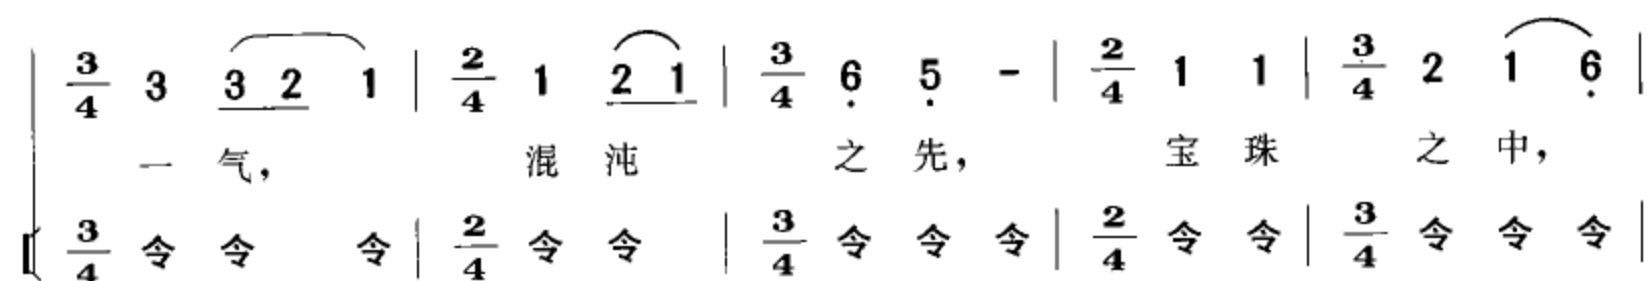 3/4 3 3 2 1 | 2/4 1 2 1 | 3/4 6̣ 5̣ - | 2/4 1 1 | 3/4 2 1 6̣ |
一 气， 混 沌 之 先， 宝 珠 之 中，
3/4 令 令 令 | 2/4 令 令 | 3/4 令 令 令 | 2/4 令 令 | 3/4 令 令 令 |